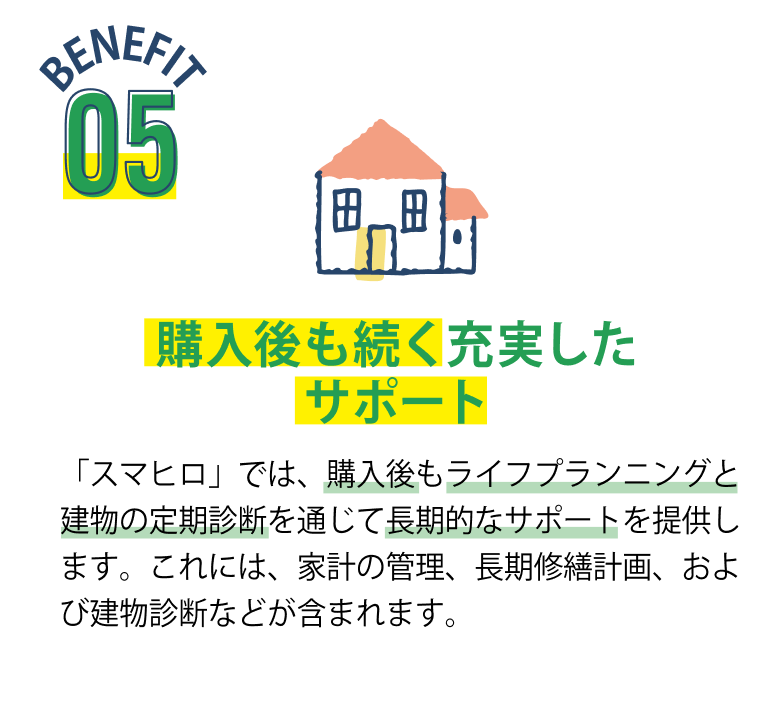 BENEFIT
05
購入後も続く充実した
サポート
「スマヒロ」では、購入後もライフプランニングと
建物の定期診断を通じて長期的なサポートを提供し
ます。これには、家計の管理、長期修繕計画、およ
び建物診断などが含まれます。